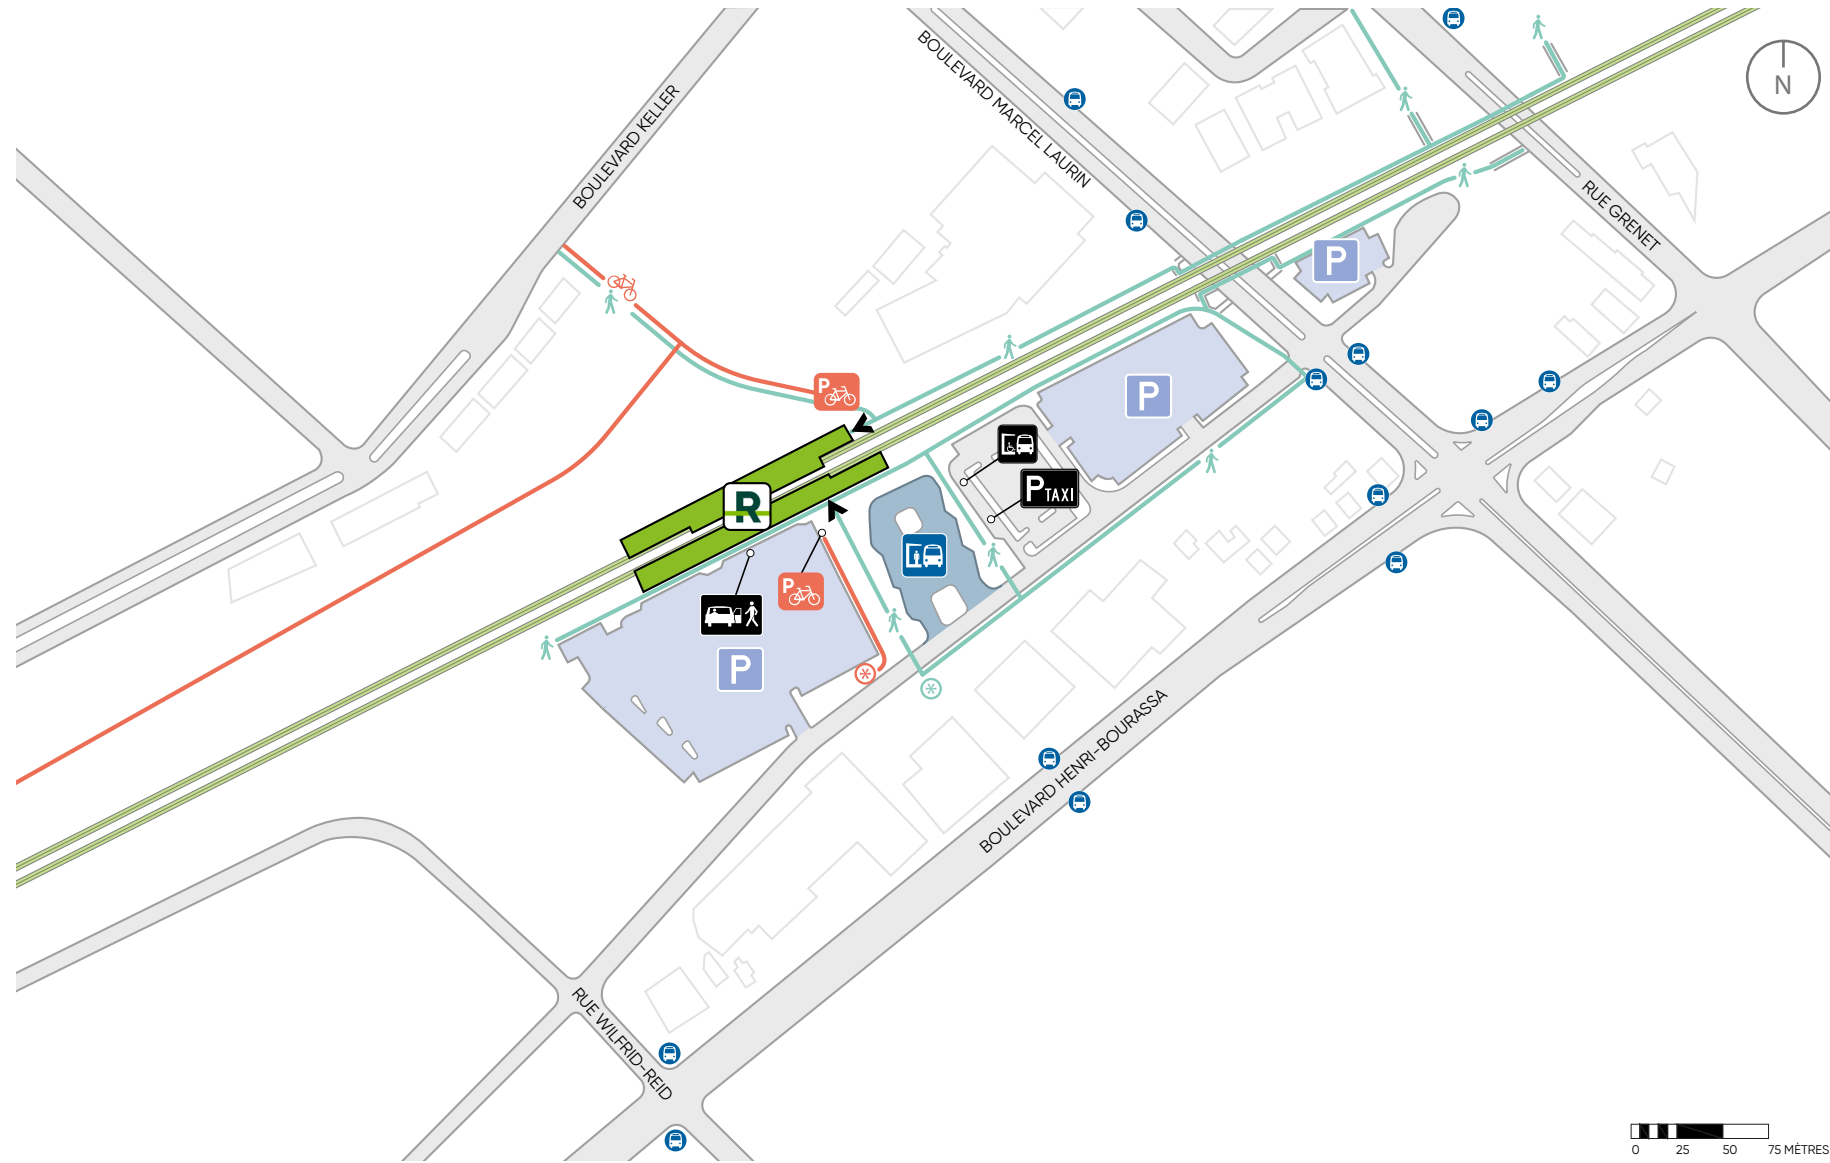 BOULEVARD KELLER
BOULEVARD MARCEL LAURIN
N
RUE GRENET
P
P
P
P TAXI
R
P
P
BOULEVARD HENRI-BOURASSA
RUE WILFRID-REID
0 25 50 75 MÈTRES